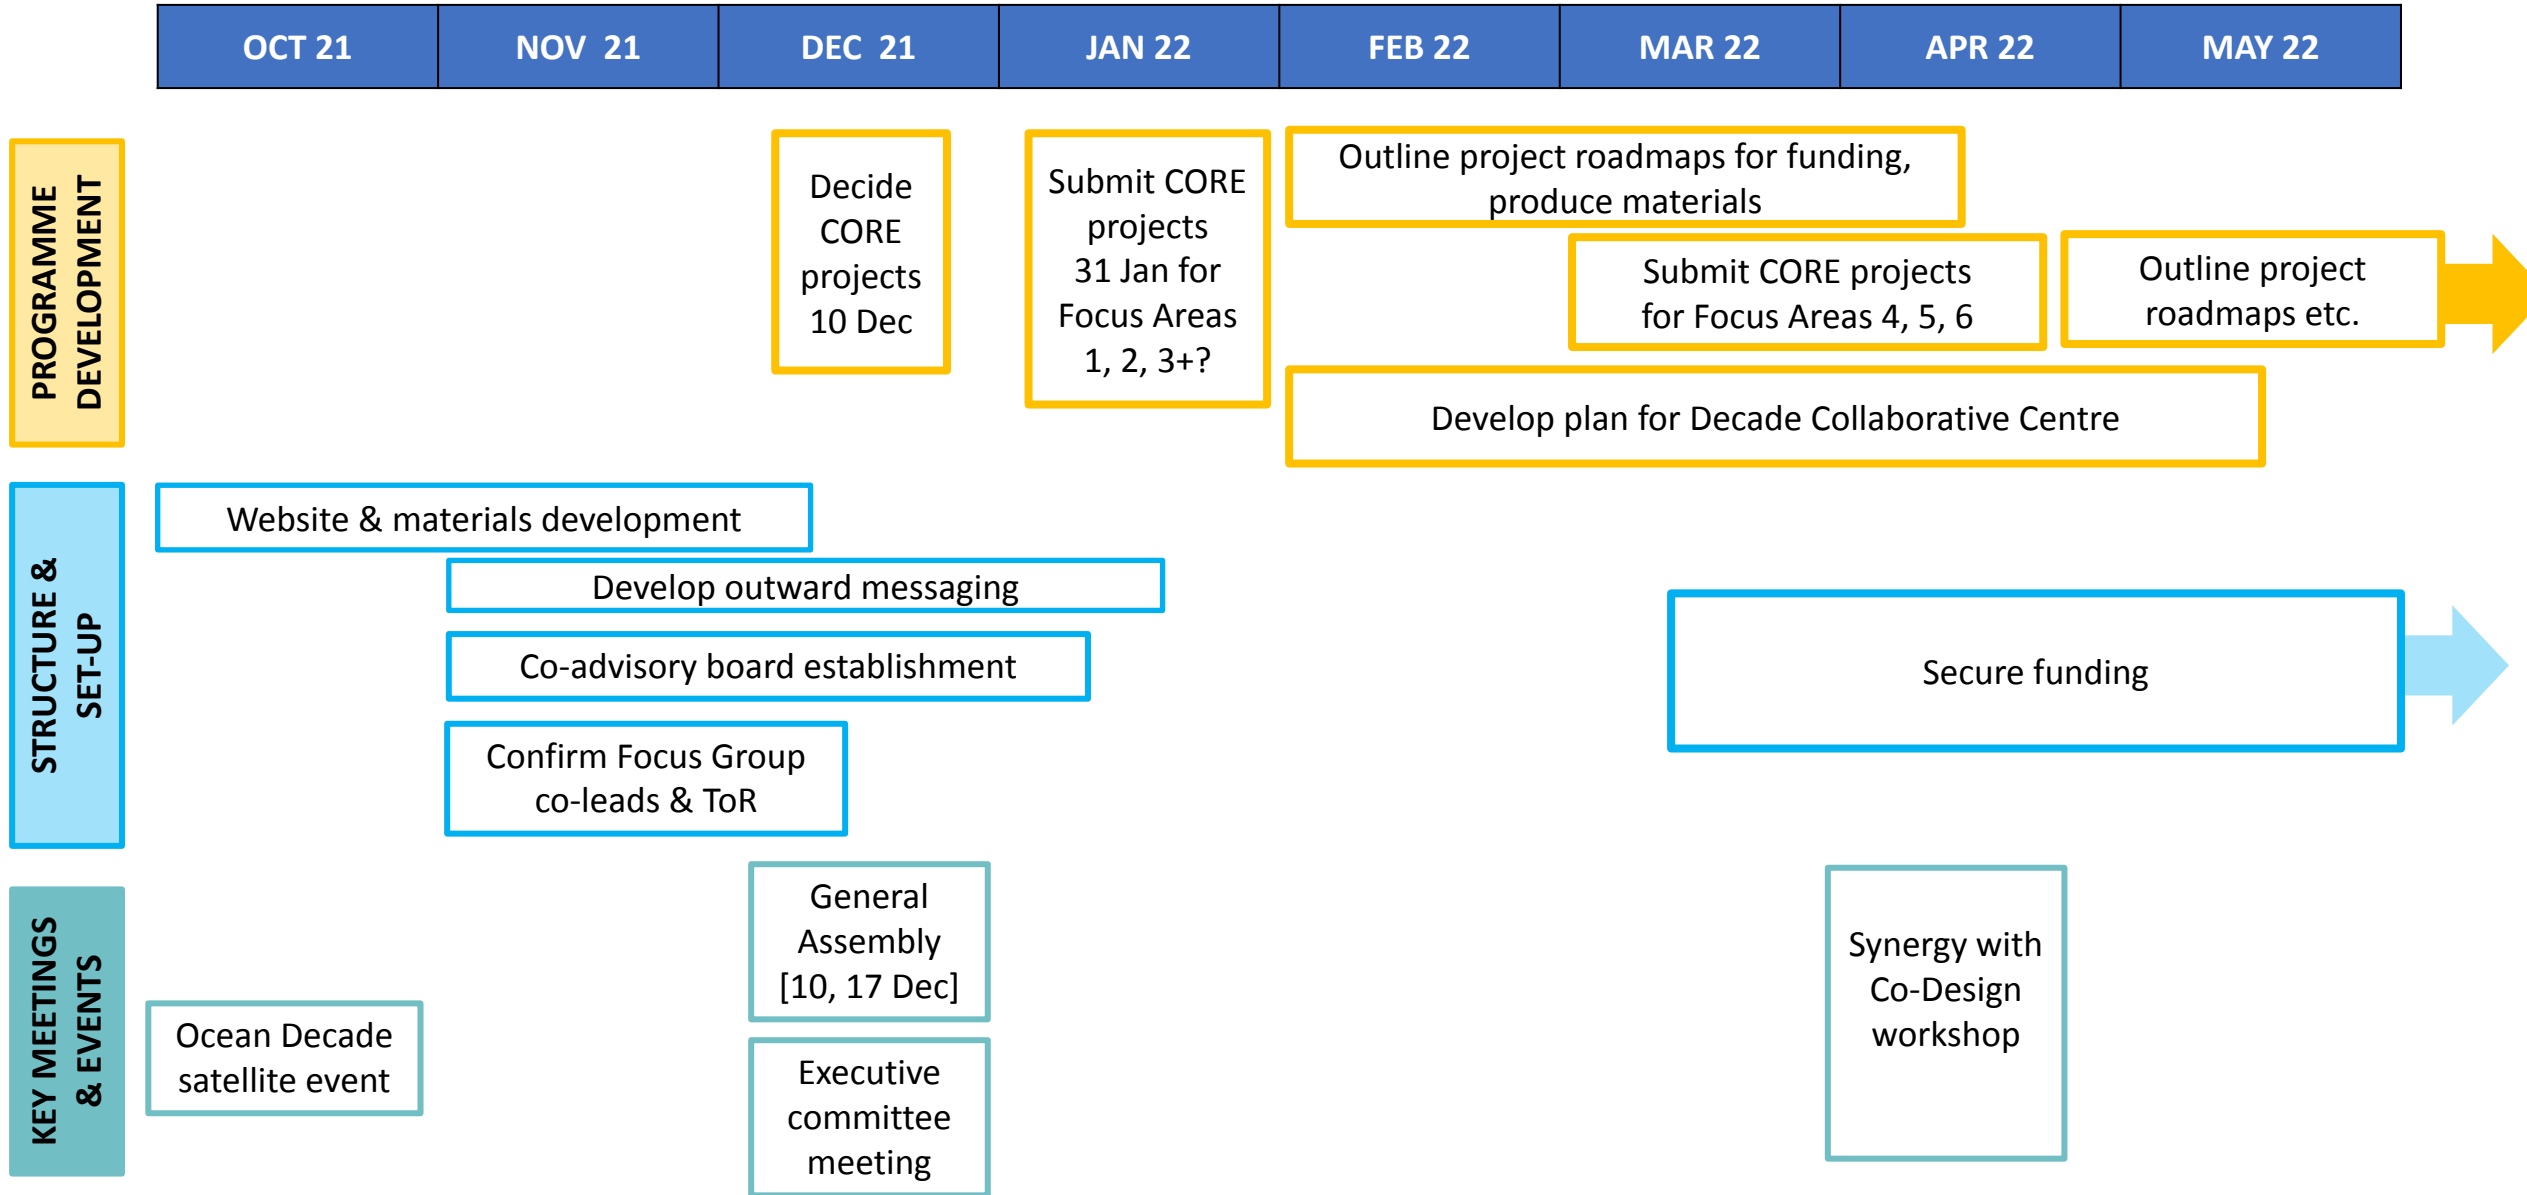 OCT 21
NOV 21
DEC 21
JAN 22
FEB 22
MAR 22
APR 22
MAY 22
PROGRAMME
DEVELOPMENT
Decide
CORE
projects
10 Dec
Submit CORE
projects
31 Jan for
Focus Areas
1, 2, 3+?
Outline project roadmaps for funding,
produce materials
Submit CORE projects
for Focus Areas 4, 5, 6
Outline project
roadmaps etc.
Develop plan for Decade Collaborative Centre
STRUCTURE &
SET-UP
Website & materials development
Develop outward messaging
Co-advisory board establishment
Confirm Focus Group
co-leads & ToR
Secure funding
KEY MEETINGS
& EVENTS
Ocean Decade
satellite event
General
Assembly
[10, 17 Dec]
Executive
committee
meeting
Synergy with
Co-Design
workshop